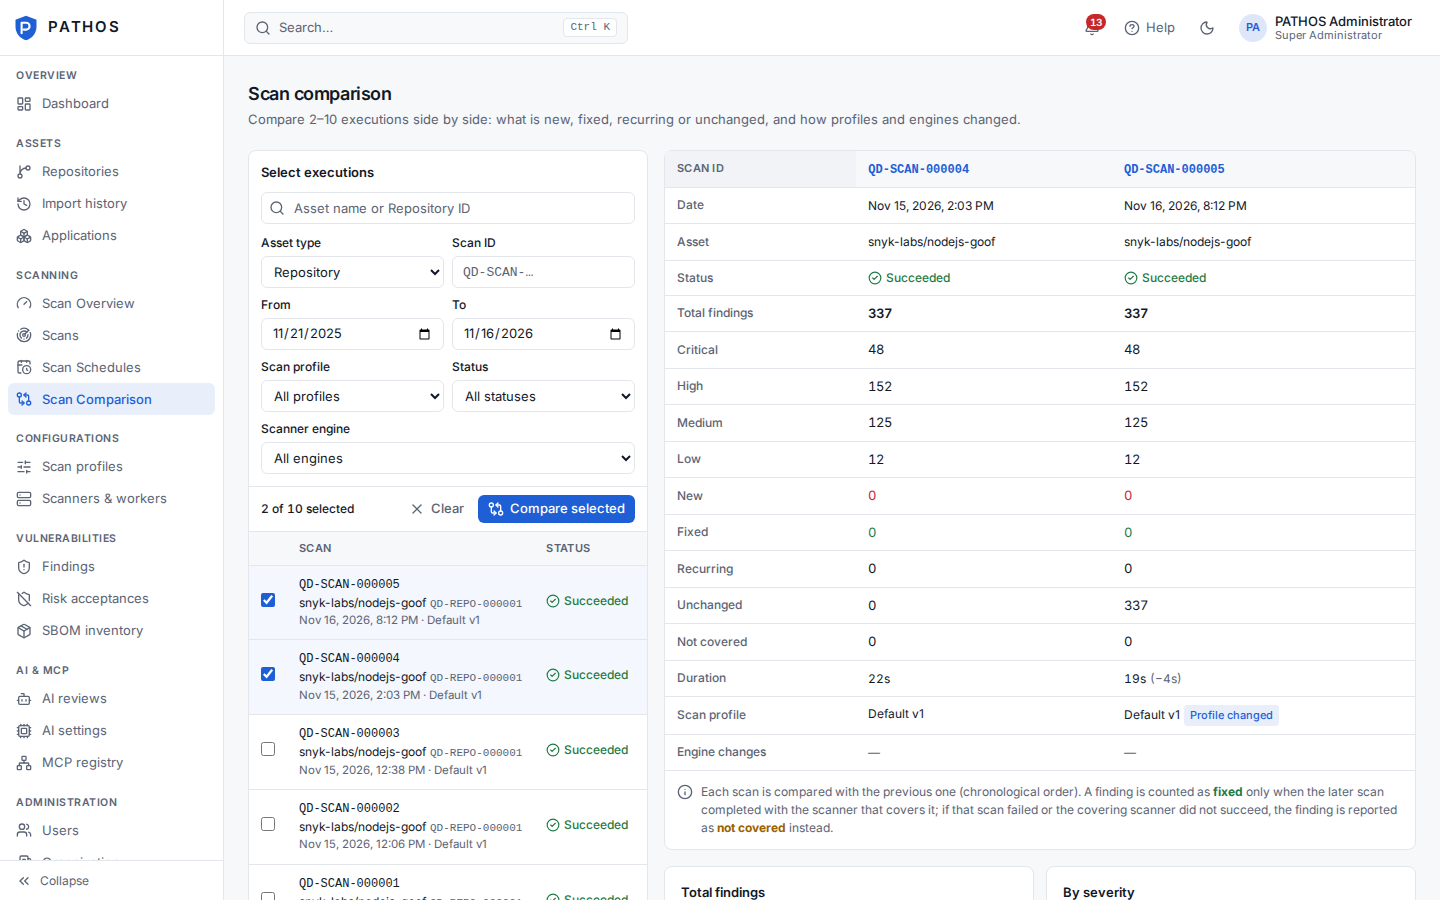 PATHOS
Search...
Ctrl K
13
Help
PA
PATHOS Administrator
Super Administrator
OVERVIEW
Dashboard
ASSETS
Repositories
Import history
Applications
SCANNING
Scan Overview
Scans
Scan Schedules
Scan Comparison
CONFIGURATIONS
Scan profiles
Scanners & workers
VULNERABILITIES
Findings
Risk acceptances
SBOM inventory
AI & MCP
AI reviews
AI settings
MCP registry
ADMINISTRATION
Users
Collapse
Scan comparison
Compare 2–10 executions side by side: what is new, fixed, recurring or unchanged, and how profiles and engines changed.
Select executions
Asset name or Repository ID
Asset type Scan ID
Repository QD-SCAN-…
From To
11/21/2025 11/16/2026
Scan profile Status
All profiles All statuses
Scanner engine
All engines
2 of 10 selected Clear Compare selected
SCAN STATUS
QD-SCAN-000005
snyk-labs/nodejs-goof QD-REPO-000001 Succeeded
Nov 16, 2026, 8:12 PM · Default v1
QD-SCAN-000004
snyk-labs/nodejs-goof QD-REPO-000001 Succeeded
Nov 15, 2026, 2:03 PM · Default v1
QD-SCAN-000003
snyk-labs/nodejs-goof QD-REPO-000001 Succeeded
Nov 15, 2026, 12:38 PM · Default v1
QD-SCAN-000002
snyk-labs/nodejs-goof QD-REPO-000001 Succeeded
Nov 15, 2026, 12:06 PM · Default v1
QD-SCAN-000001
SCAN ID QD-SCAN-000004 QD-SCAN-000005
Date Nov 15, 2026, 2:03 PM Nov 16, 2026, 8:12 PM
Asset snyk-labs/nodejs-goof snyk-labs/nodejs-goof
Status Succeeded Succeeded
Total findings 337 337
Critical 48 48
High 152 152
Medium 125 125
Low 12 12
New 0 0
Fixed 0 0
Recurring 0 0
Unchanged 0 337
Not covered 0 0
Duration 22s 19s (−4s)
Scan profile Default v1 Default v1 Profile changed
Engine changes — —
Each scan is compared with the previous one (chronological order). A finding is counted as fixed only when the later scan
completed with the scanner that covers it; if that scan failed or the covering scanner did not succeed, the finding is reported
as not covered instead.
Total findings
By severity